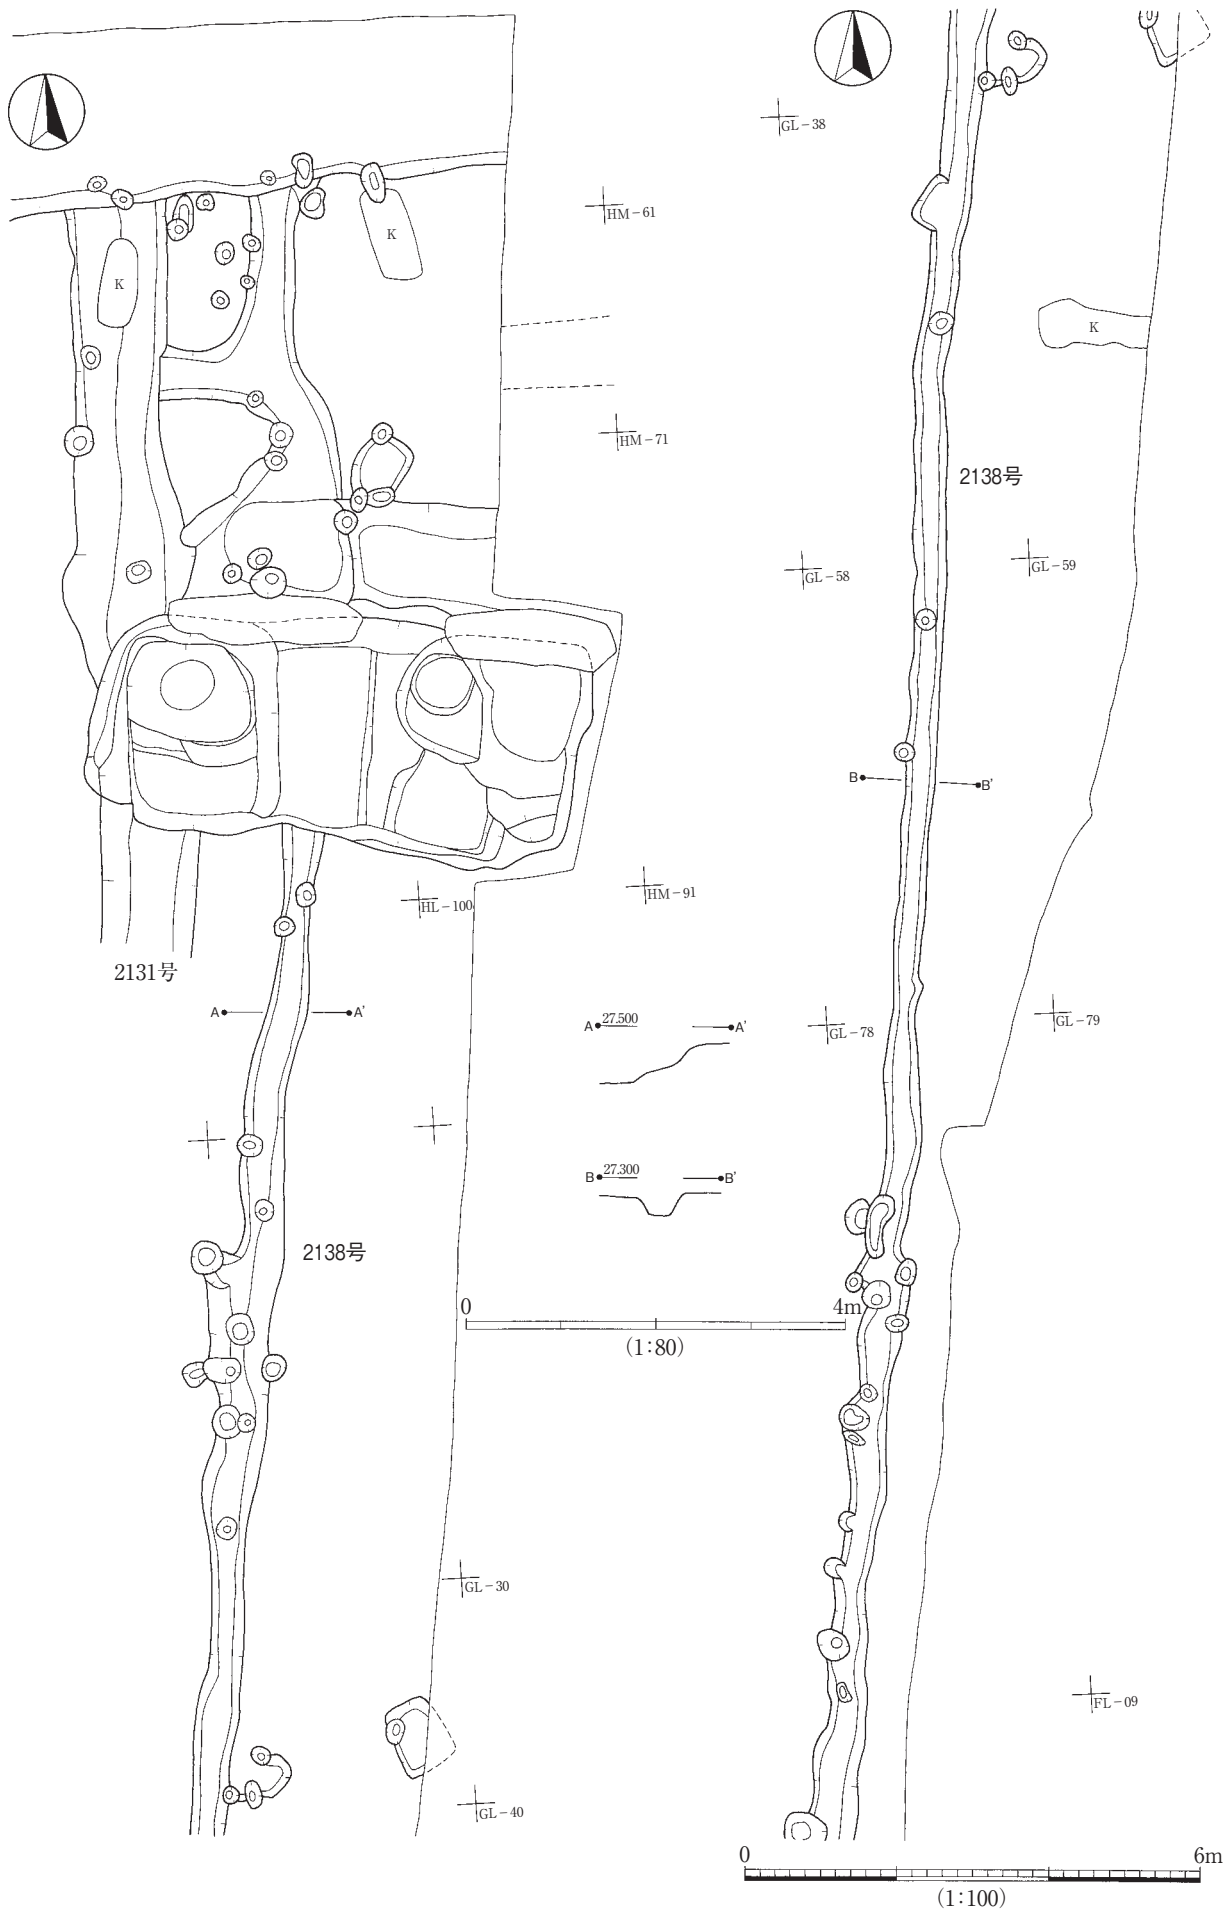 GL−38
HM−61
K
K
K
HM−71
2138号
GL−58
GL−59
B
B'
HL−100
HM−91
2131号
A
A'
A
27.500
A'
GL−78
GL−79
B
27.300
B'
2138号
0
4m
(1:80)
GL−30
FL−09
GL−40
0
6m
(1:100)